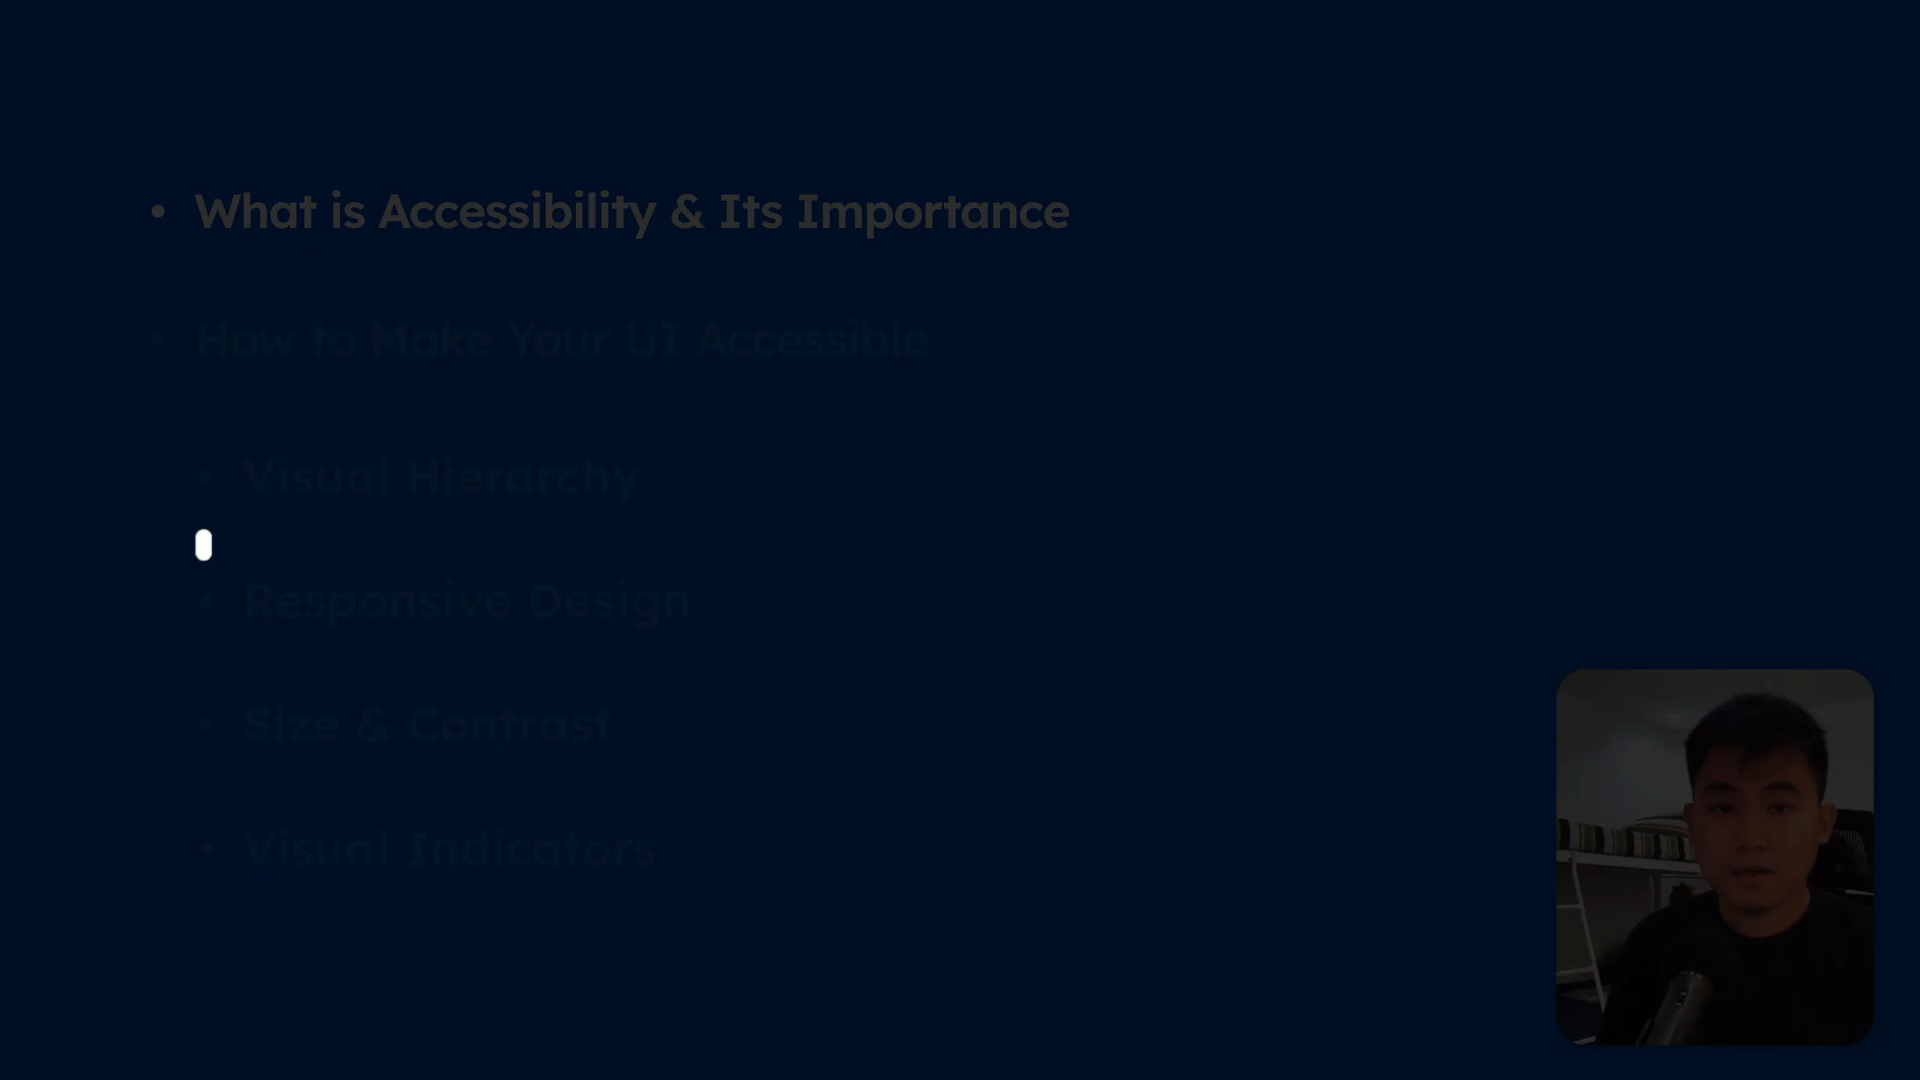 • What is Accessibility & Its Importance
• How to Make Your UI Accessible
• Visual Hierarchy
• Responsive Design
• Size & Contrast
• Visual Indicators